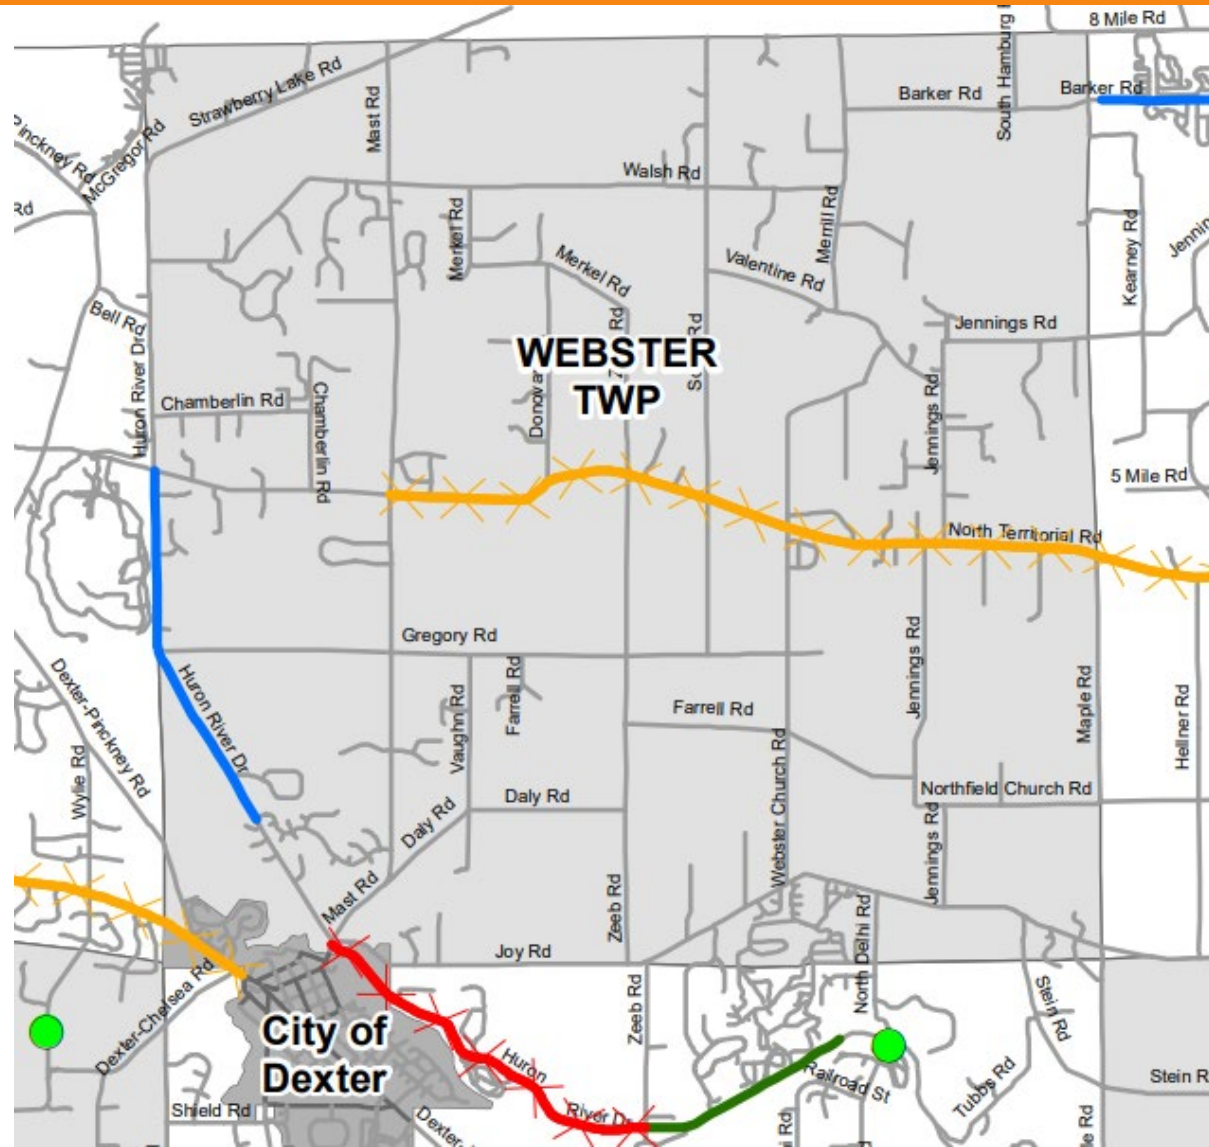 8 Mile Rd
South Hamburg
Barker Rd
Barker Rd
Strawberry Lake Rd
Mast Rd
Pinckney Rd
McGregor Rd
Rd
Walsh Rd
Merkel Rd
Merrill Rd
Kearney Rd
Merkel Rd
Valentine Rd
Bell Rd
Huron River Dr
Rd
Rd
Jennings Rd
WEBSTER
TWP
Chamberlin Rd
Chamberlin Rd
Jennings Rd
5 Mile Rd
North Territorial Rd
Gregory Rd
Dexter-Pinckney Rd
Huron River Dr
Vaughn Rd
Farrell Rd
Farrell Rd
Jennings Rd
Maple Rd
Hellner Rd
Wylie Rd
Webster Church Rd
Daly Rd
Daly Rd
Northfield Church Rd
Jennings Rd
Mast Rd
Zeeb Rd
North Delhi Rd
Joy Rd
Dexter-Chelsea Rd
Zeeb Rd
Stein Rd
City of
Dexter
Huron
River Dr
Railroad St
Tubbs Rd
Stein R
Shield Rd
Dexter-